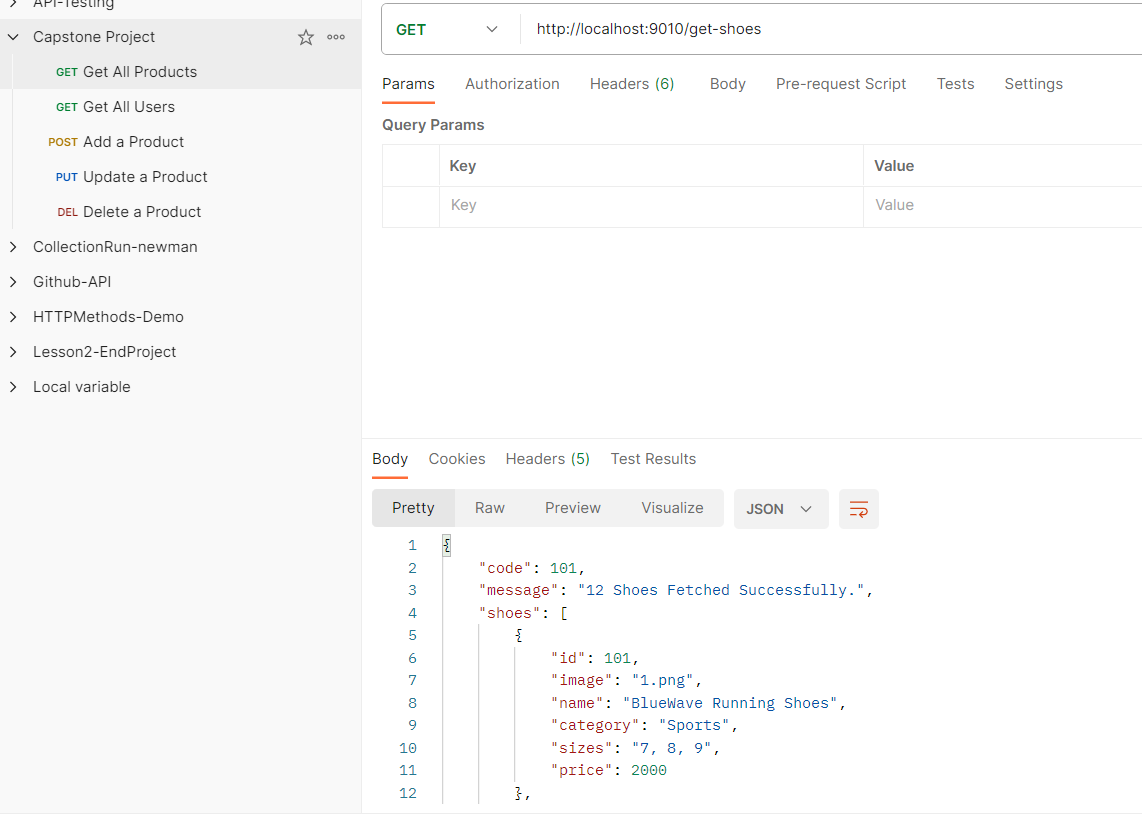 API-Testing
Capstone Project
GET Get All Products
GET Get All Users
POST Add a Product
PUT Update a Product
DEL Delete a Product
CollectionRun-newman
Github-API
HTTPMethods-Demo
Lesson2-EndProject
Local variable
GET http://localhost:9010/get-shoes
Params Authorization Headers (6) Body Pre-request Script Tests Settings
Query Params
Key Value
Key Value
Body Cookies Headers (5) Test Results
Pretty Raw Preview Visualize JSON
1 {
2 "code": 101,
3 "message": "12 Shoes Fetched Successfully.",
4 "shoes": [
5 {
6 "id": 101,
7 "image": "1.png",
8 "name": "BlueWave Running Shoes",
9 "category": "Sports",
10 "sizes": "7, 8, 9",
11 "price": 2000
12 },